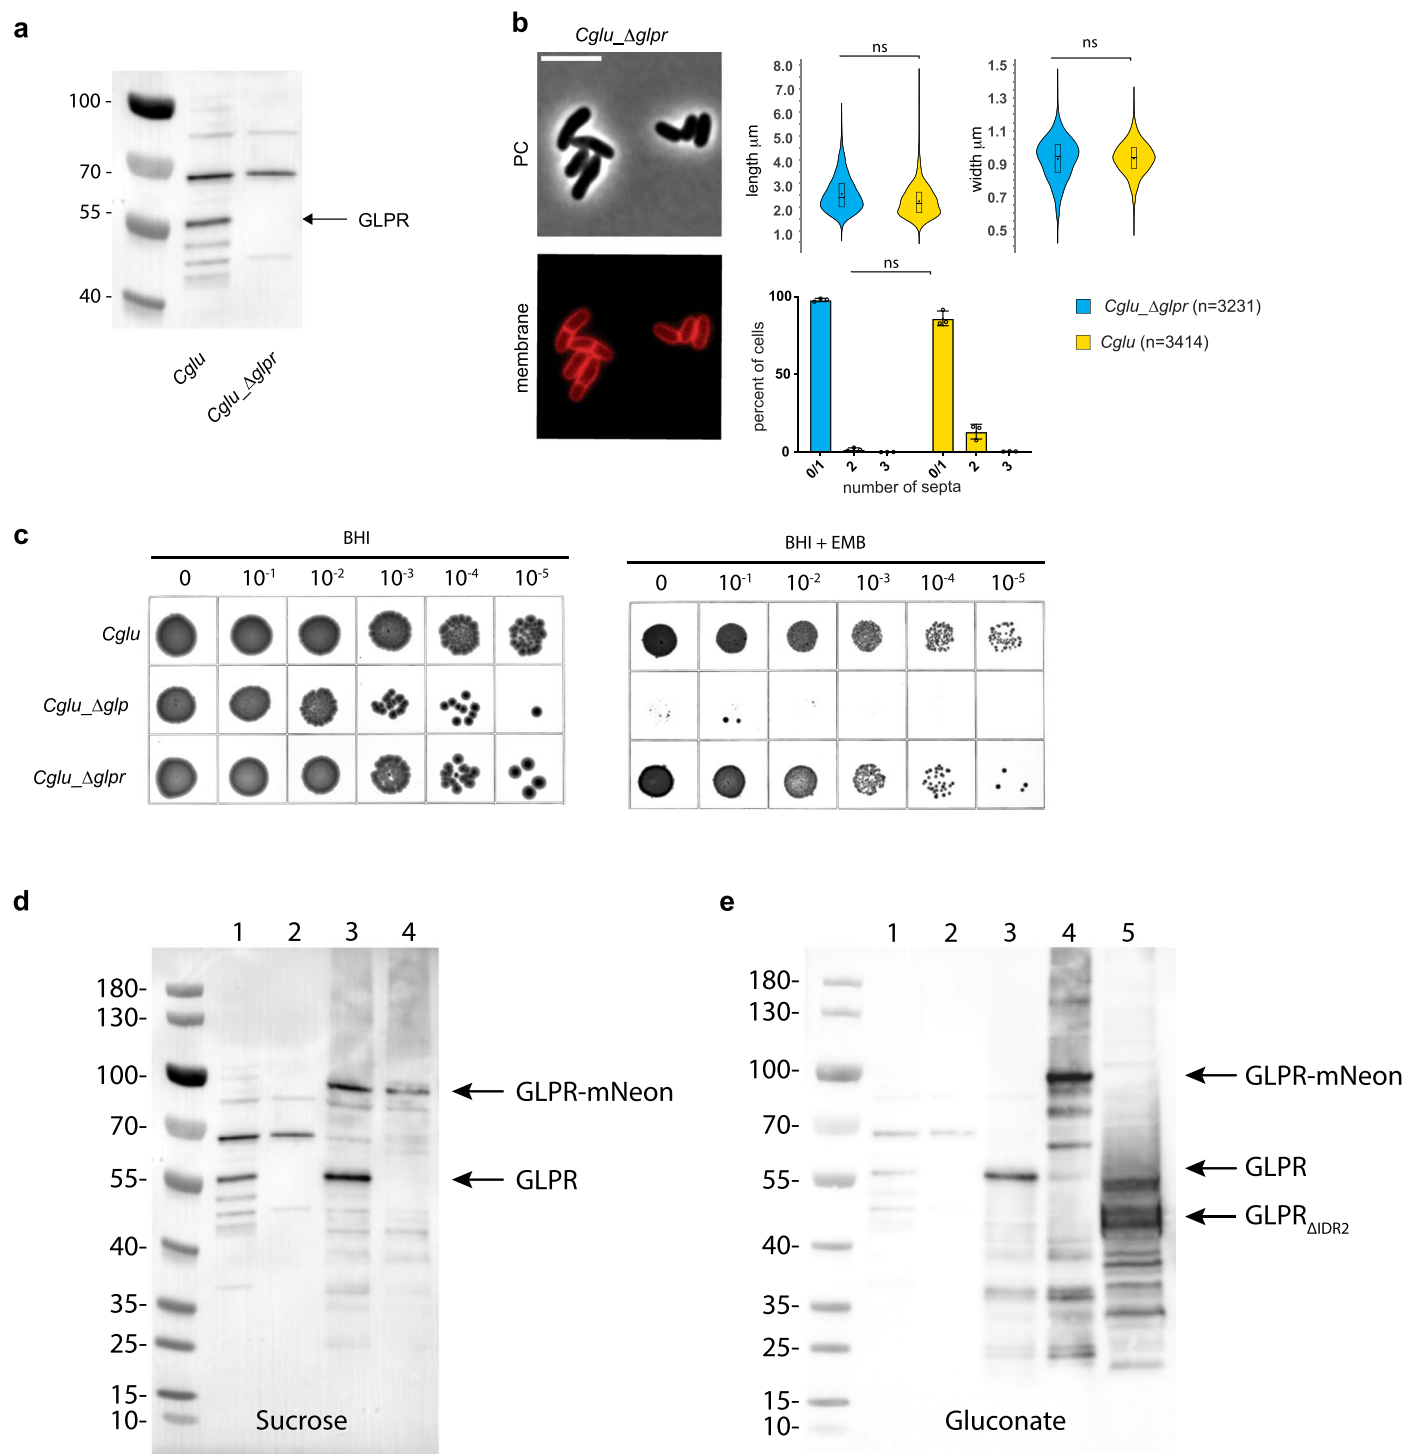 a
100 -
70 -
55 -
40 -
GLPR
Cglu
Cglu_Δglpr
b
Cglu_Δglpr
PC
membrane
ns
8.0
7.0
6.0
5.0
4.0
3.0
2.0
1.0
length µm
ns
1.5
1.3
1.1
0.9
0.7
0.5
width µm
ns
100
50
0
percent of cells
0/1 2 3 0/1 2 3
number of septa
Cglu_Δglpr (n=3231)
Cglu (n=3414)
c
BHI
0 10⁻¹ 10⁻² 10⁻³ 10⁻⁴ 10⁻⁵
BHI + EMB
0 10⁻¹ 10⁻² 10⁻³ 10⁻⁴ 10⁻⁵
Cglu
Cglu_Δglp
Cglu_Δglpr
d
1 2 3 4
180-
130-
100-
70-
55-
40-
35-
25-
15-
10-
GLPR-mNeon
GLPR
Sucrose
e
1 2 3 4 5
180-
130-
100-
70-
55-
40-
35-
25-
15-
10-
GLPR-mNeon
GLPR
GLPRΔIDR2
Gluconate